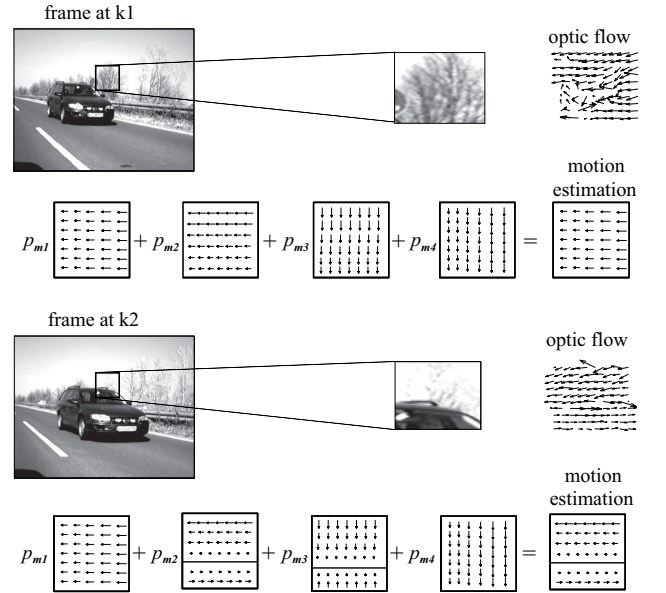 frame at k1
optic flow
motion
estimation
p_m1 + p_m2 + p_m3 + p_m4 =
frame at k2
optic flow
motion
estimation
p_m1 + p_m2 + p_m3 + p_m4 =